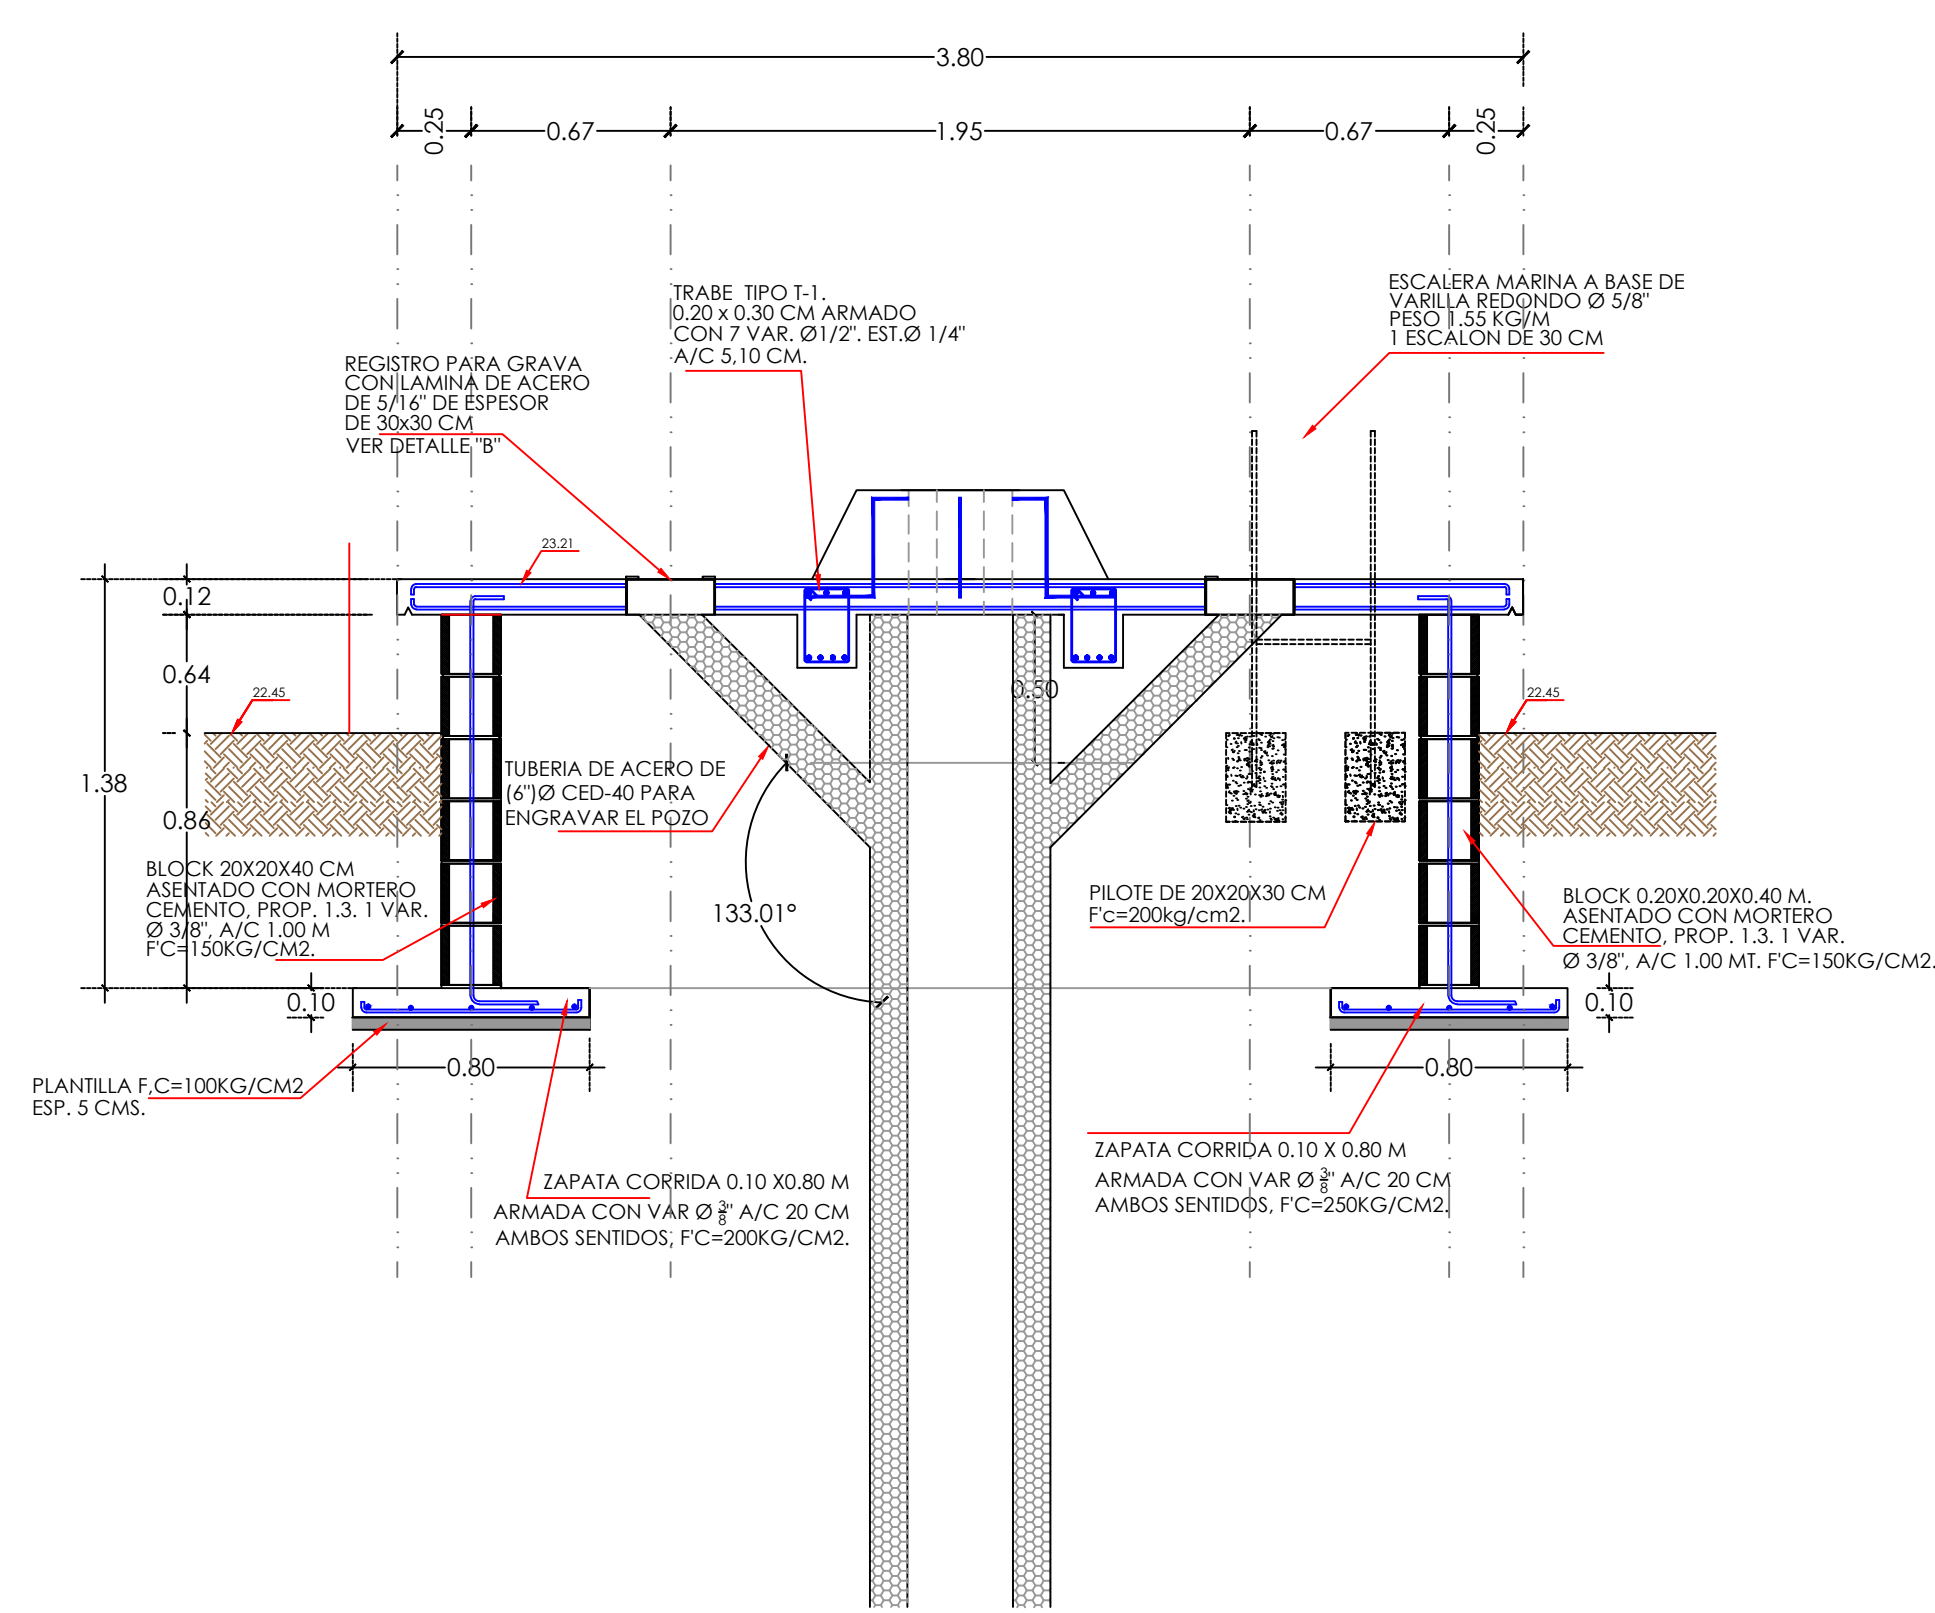 3.80
0.25
0.67
1.95
0.67
0.25
ESCALERA MARINA A BASE DE
VARILLA REDONDO Ø 5/8"
PESO 1.55 KG/M
1 ESCALON DE 30 CM
TRABE TIPO T-1.
0.20 x 0.30 CM ARMADO
CON 7 VAR. Ø1/2". EST.Ø 1/4"
A/C 5,10 CM.
REGISTRO PARA GRAVA
CON LAMINA DE ACERO
DE 5/16" DE ESPESOR
DE 30x30 CM
VER DETALLE "B"
23.21
0.12
0.64
22.45
0.50
22.45
1.38
0.86
TUBERIA DE ACERO DE
(6")Ø CED-40 PARA
ENGRAVAR EL POZO
133.01°
BLOCK 20X20X40 CM
ASENTADO CON MORTERO
CEMENTO, PROP. 1.3. 1 VAR.
Ø 3/8", A/C 1.00 M
F'C=150KG/CM2.
PILOTE DE 20X20X30 CM
F'c=200kg/cm2.
BLOCK 0.20X0.20X0.40 M.
ASENTADO CON MORTERO
CEMENTO, PROP. 1.3. 1 VAR.
Ø 3/8", A/C 1.00 MT. F'C=150KG/CM2.
0.10
0.10
0.80
0.80
PLANTILLA F,C=100KG/CM2
ESP. 5 CMS.
ZAPATA CORRIDA 0.10 X0.80 M
ARMADA CON VAR Ø 3/8" A/C 20 CM
AMBOS SENTIDOS, F'C=200KG/CM2.
ZAPATA CORRIDA 0.10 X 0.80 M
ARMADA CON VAR Ø 3/8" A/C 20 CM
AMBOS SENTIDOS, F'C=250KG/CM2.